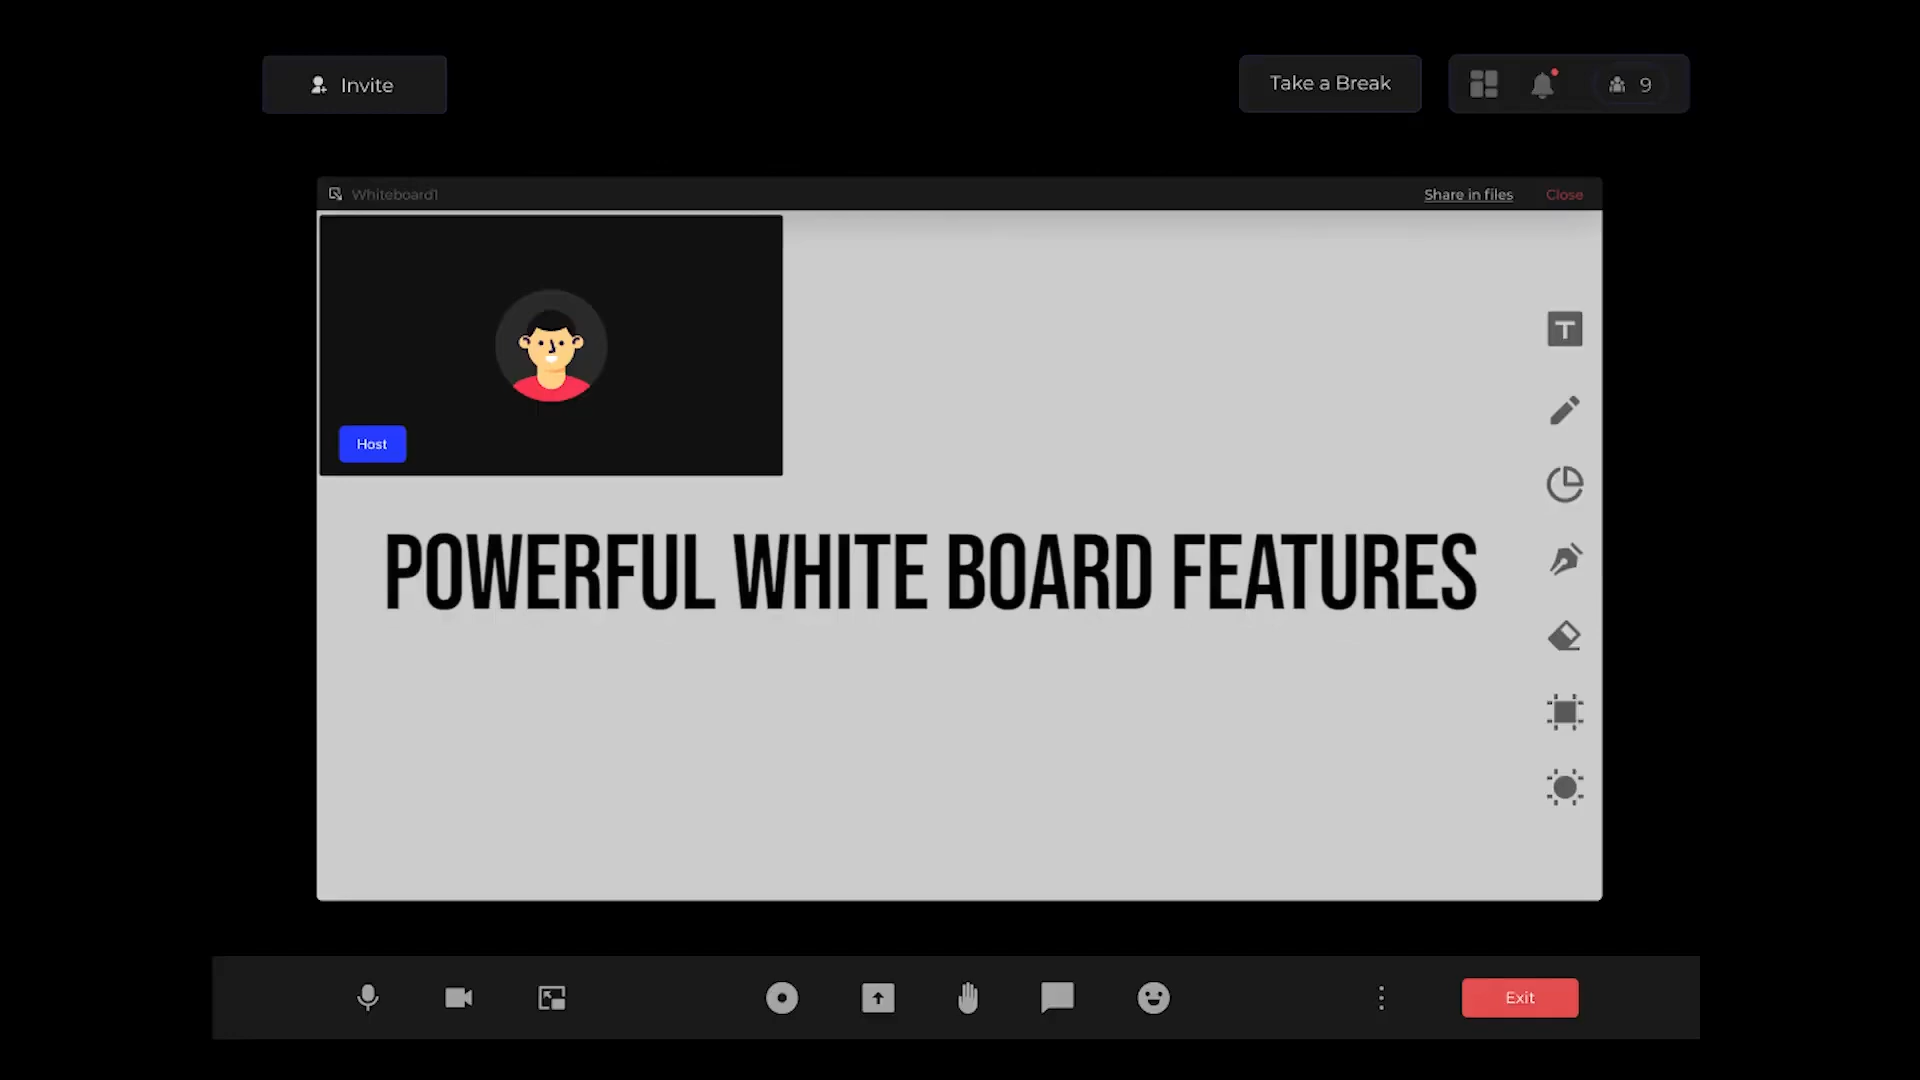 Invite
Take a Break
9
Whiteboard1
Share in files
Close
Host
T
POWERFUL WHITE BOARD FEATURES
Exit